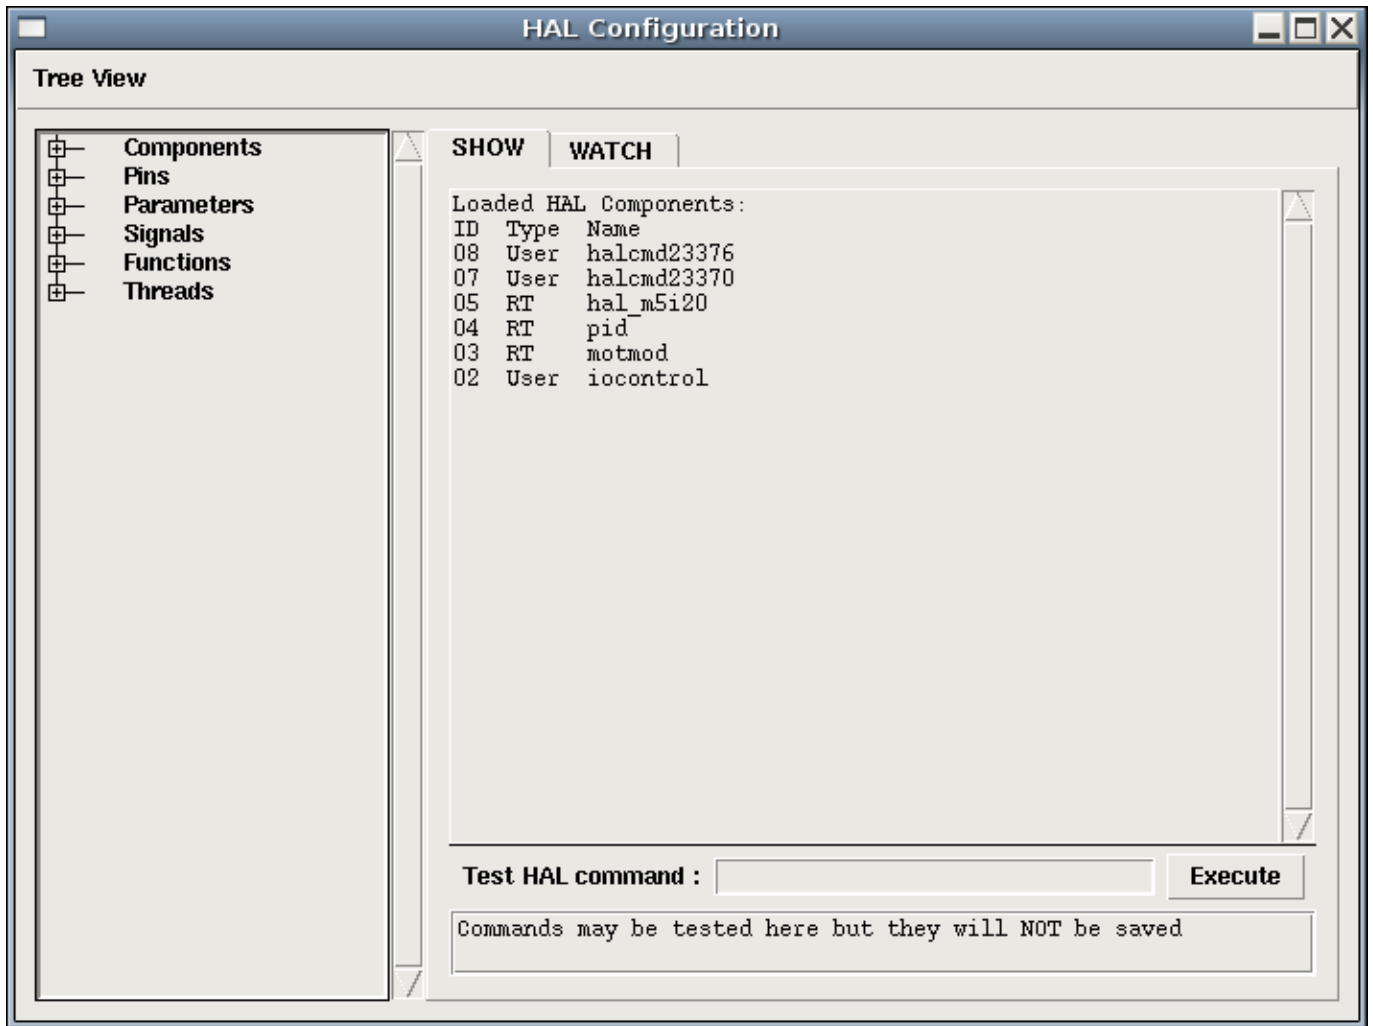 HAL Configuration
Tree View
Components
Pins
Parameters
Signals
Functions
Threads
SHOW WATCH
Loaded HAL Components:
ID Type Name
08 User halcmd23376
07 User halcmd23370
05 RT hal_m5i20
04 RT pid
03 RT motmod
02 User iocontrol
Test HAL command : Execute
Commands may be tested here but they will NOT be saved